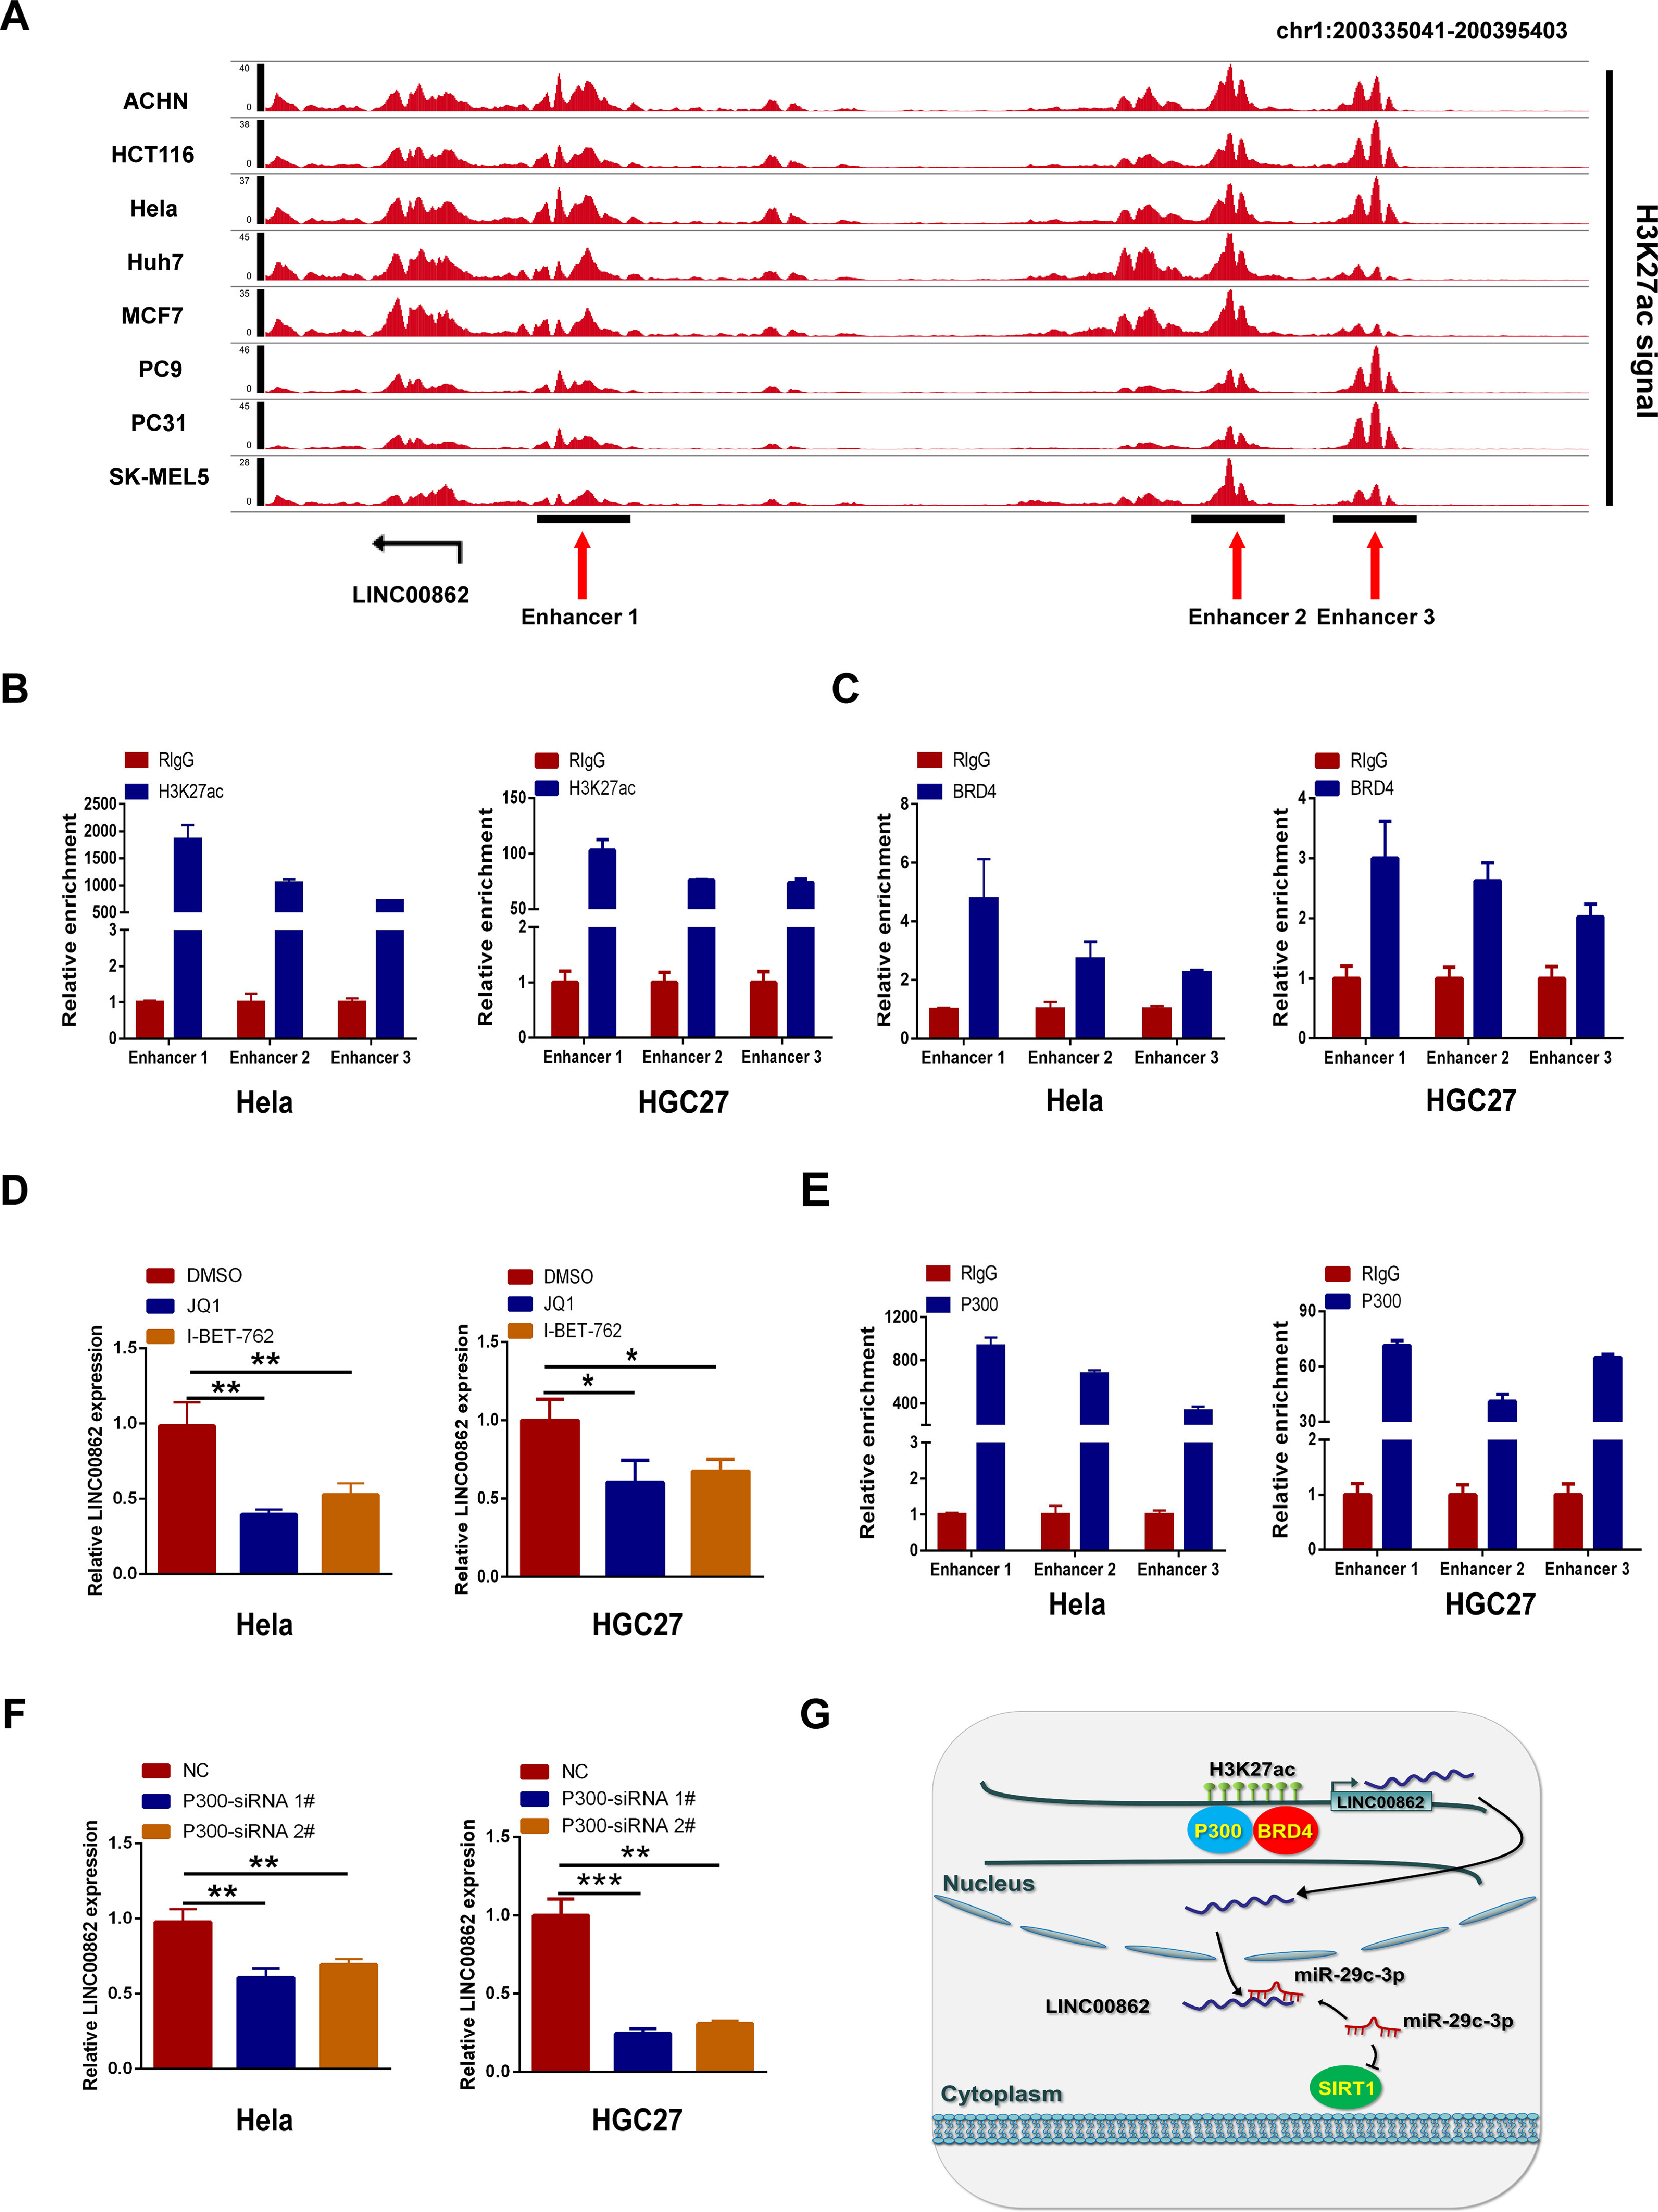 A
chr1:200335041-200395403
ACHN
40
0
HCT116
38
0
Hela
37
0
Huh7
45
0
MCF7
35
0
PC9
46
0
PC31
45
0
SK-MEL5
28
0
H3K27ac signal
LINC00862
Enhancer 1
Enhancer 2
Enhancer 3
B
RIgG
H3K27ac
Relative enrichment
2500
2000
1500
1000
500
3
2
1
0
Enhancer 1 Enhancer 2 Enhancer 3
Hela
RIgG
H3K27ac
Relative enrichment
150
100
50
2
1
0
Enhancer 1 Enhancer 2 Enhancer 3
HGC27
C
RIgG
BRD4
Relative enrichment
8
6
4
2
0
Enhancer 1 Enhancer 2 Enhancer 3
Hela
RIgG
BRD4
Relative enrichment
4
3
2
1
0
Enhancer 1 Enhancer 2 Enhancer 3
HGC27
D
DMSO
JQ1
I-BET-762
Relative LINC00862 expression
1.5
1.0
0.5
0.0
**
**
Hela
DMSO
JQ1
I-BET-762
Relative LINC00862 expresion
1.5
1.0
0.5
0.0
*
*
HGC27
E
RIgG
P300
Relative enrichment
1200
800
400
3
2
1
0
Enhancer 1 Enhancer 2 Enhancer 3
Hela
RIgG
P300
Relative enrichment
90
60
30
2
1
0
Enhancer 1 Enhancer 2 Enhancer 3
HGC27
F
NC
P300-siRNA 1#
P300-siRNA 2#
Relative LINC00862 expression
1.5
1.0
0.5
0.0
**
**
Hela
NC
P300-siRNA 1#
P300-siRNA 2#
Relative LINC00862 expression
1.5
1.0
0.5
0.0
**
***
HGC27
G
H3K27ac
LINC00862
P300
BRD4
Nucleus
miR-29c-3p
LINC00862
miR-29c-3p
SIRT1
Cytoplasm